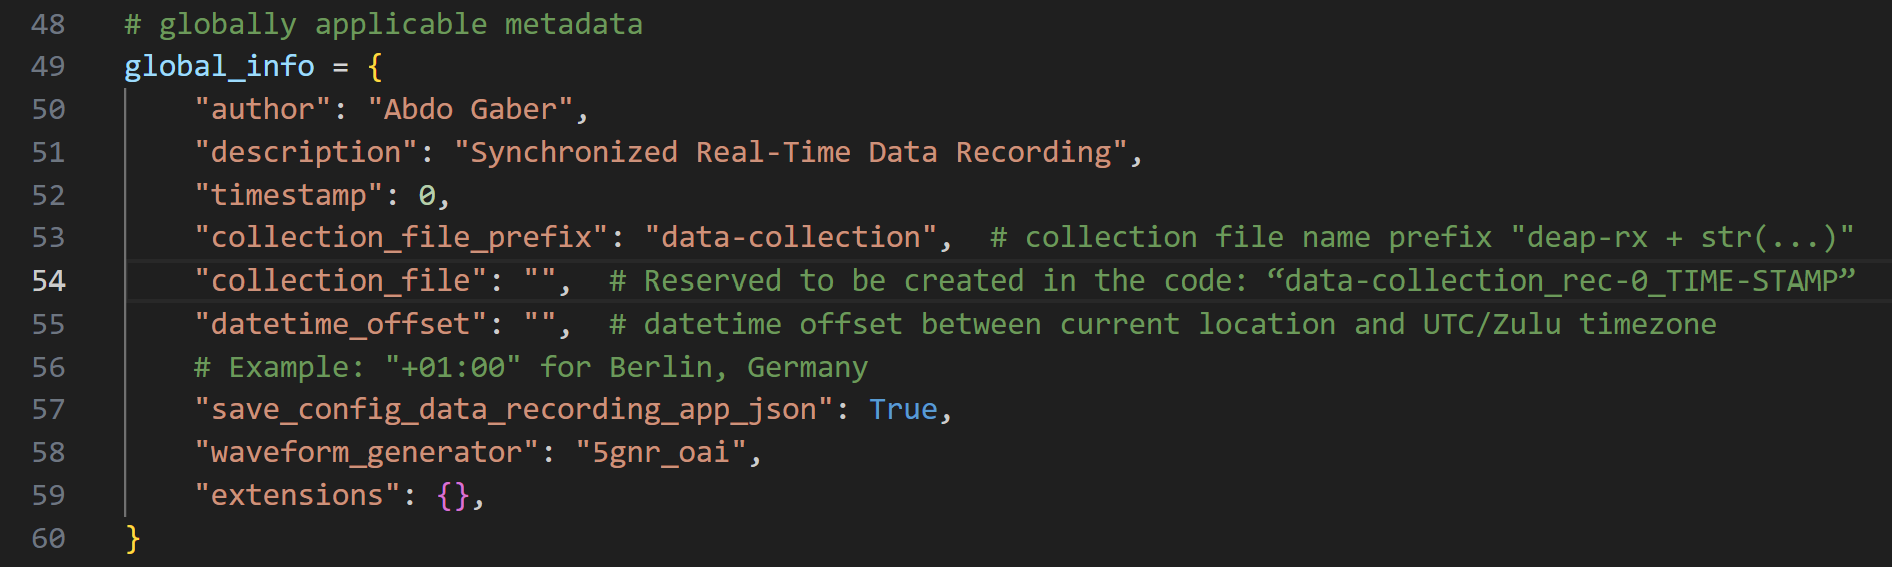 48 # globally applicable metadata
49 global_info = {
50 "author": "Abdo Gaber",
51 "description": "Synchronized Real-Time Data Recording",
52 "timestamp": 0,
53 "collection_file_prefix": "data-collection",  # collection file name prefix "deap-rx + str(...)"
54 "collection_file": "",  # Reserved to be created in the code: “data-collection_rec-0_TIME-STAMP”
55 "datetime_offset": "",  # datetime offset between current location and UTC/Zulu timezone
56 # Example: "+01:00" for Berlin, Germany
57 "save_config_data_recording_app_json": True,
58 "waveform_generator": "5gnr_oai",
59 "extensions": {},
60 }